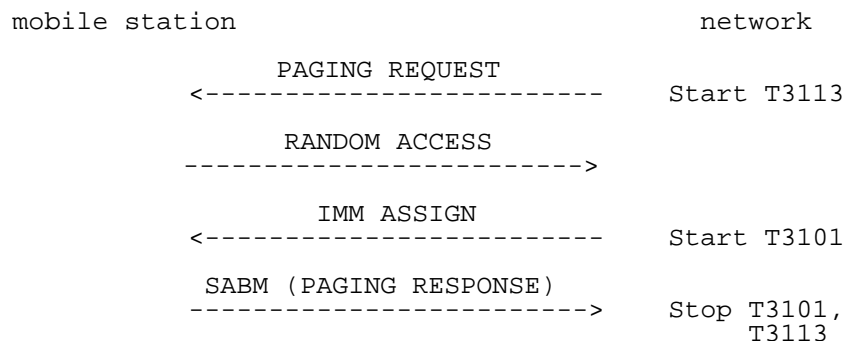 mobile station network
PAGING REQUEST
<------------------------- Start T3113
RANDOM ACCESS
------------------------->
IMM ASSIGN
<------------------------- Start T3101
SABM (PAGING RESPONSE)
-------------------------> Stop T3101,
T3113